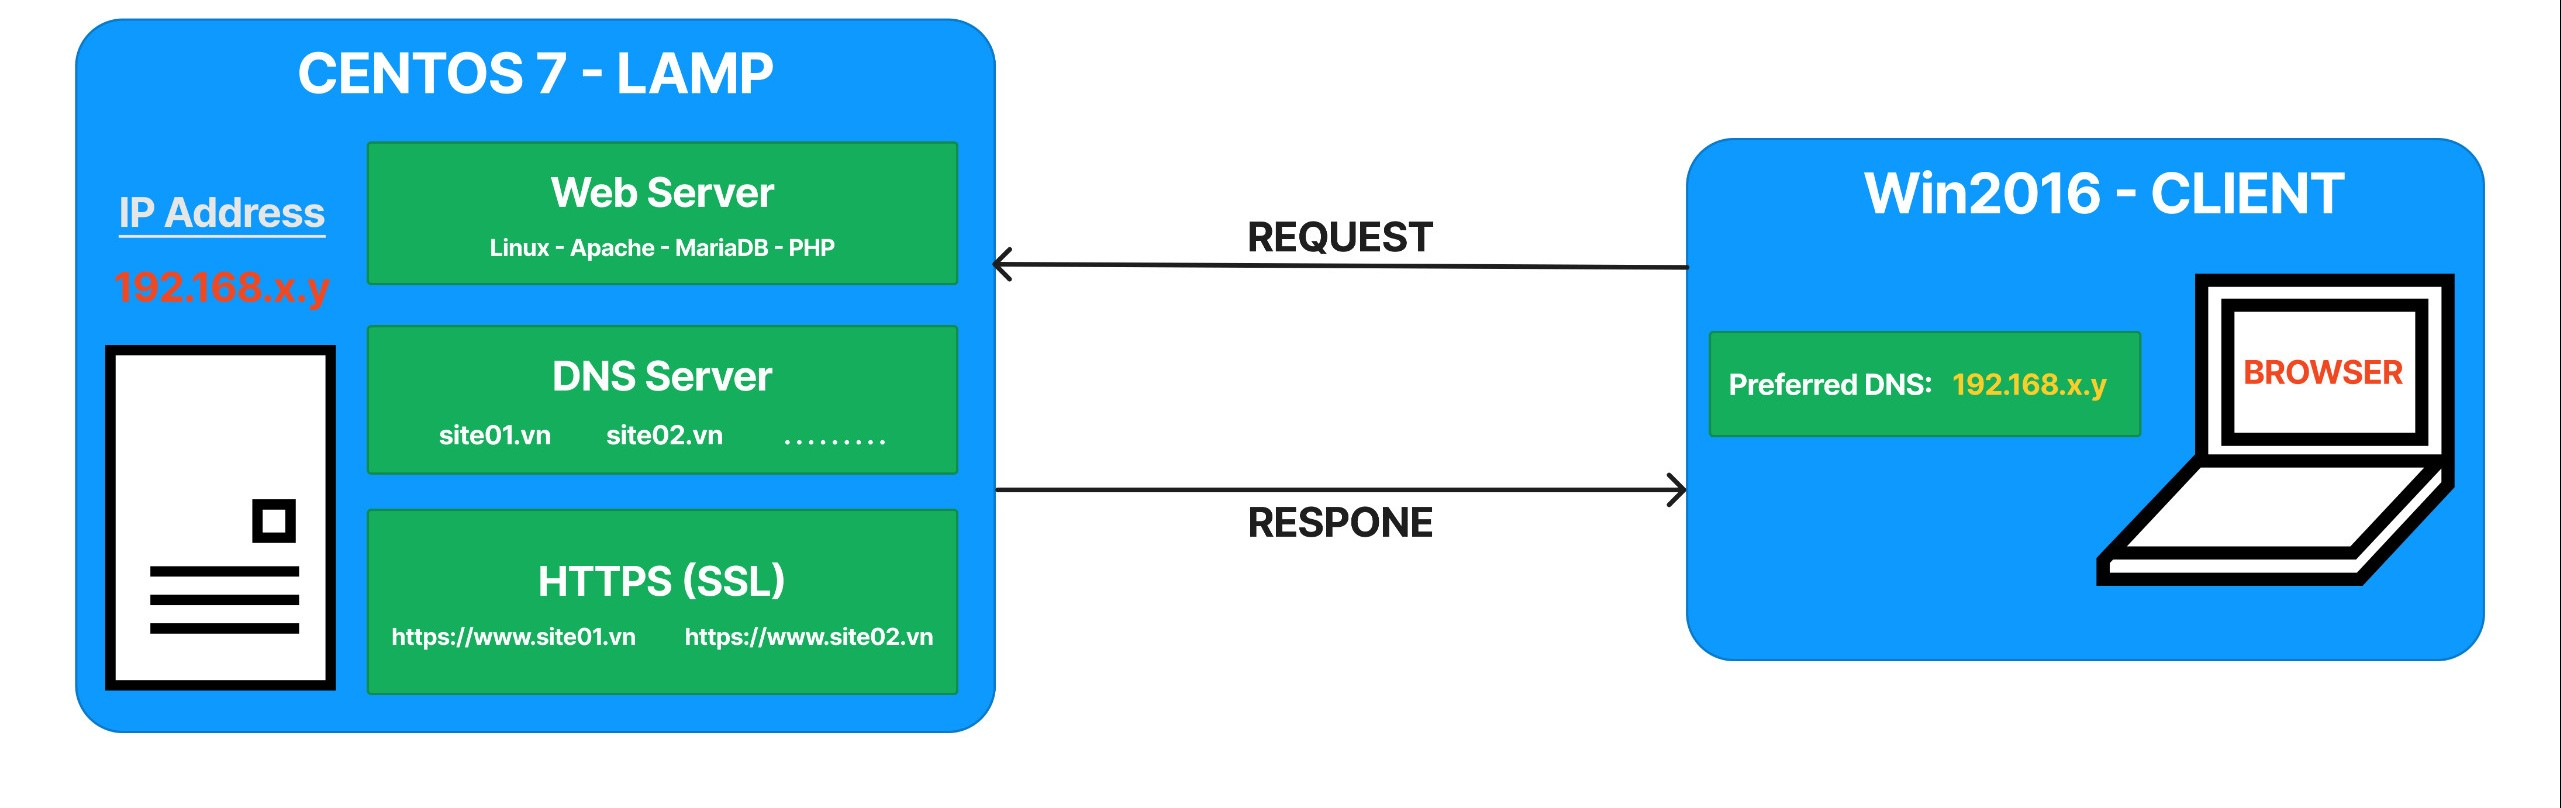 CENTOS 7 - LAMP
IP Address
192.168.x.y
Web Server
Linux - Apache - MariaDB - PHP
DNS Server
site01.vn site02.vn .........
HTTPS (SSL)
https://www.site01.vn https://www.site02.vn
REQUEST
RESPONE
Win2016 - CLIENT
Preferred DNS: 192.168.x.y
BROWSER